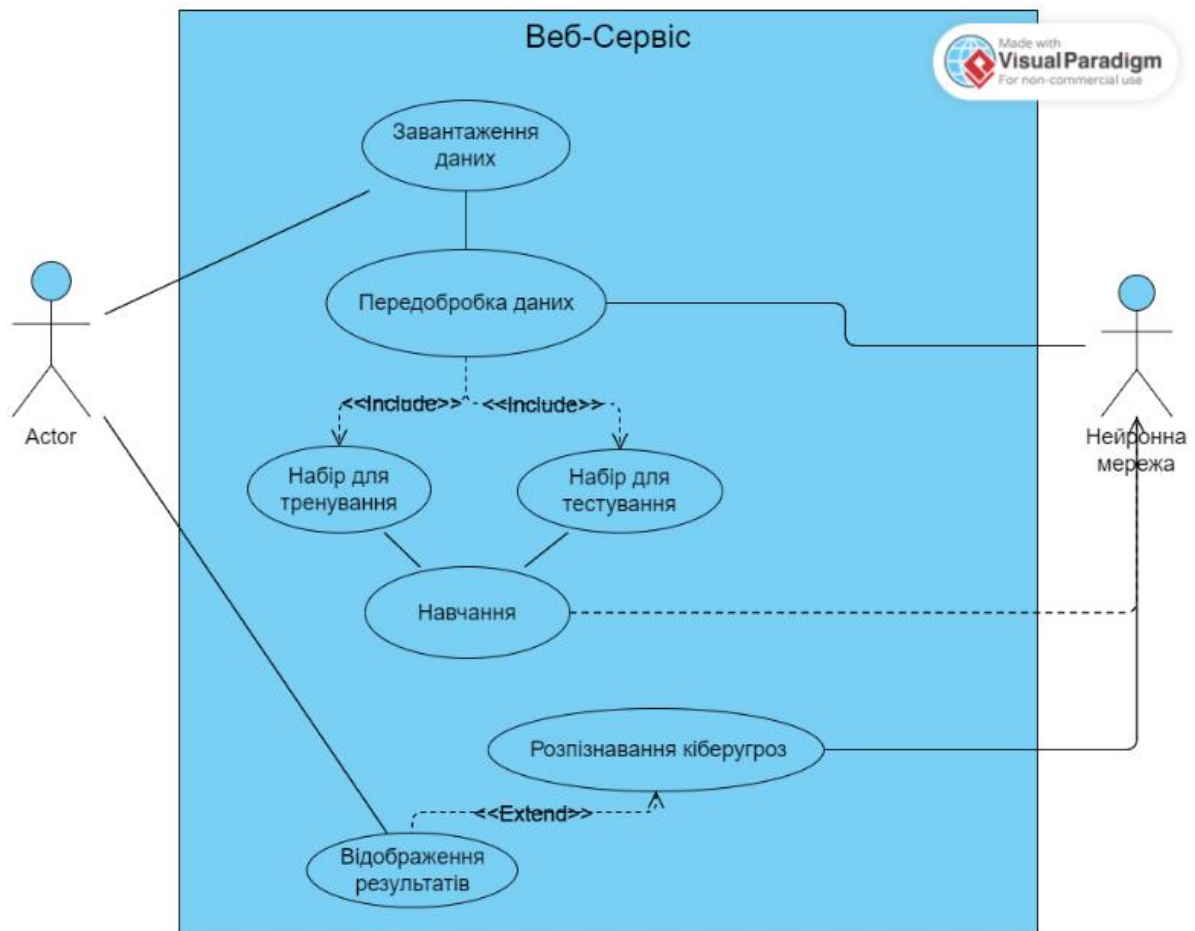 Веб-Сервіс
Made with
Visual Paradigm
For non-commercial use
Завантаження
даних
Передобробка даних
<<Include>>
<<Include>>
Actor
Нейронна
мережа
Набір для
тренування
Набір для
тестування
Навчання
Розпізнавання кіберугроз
<<Extend>>
Відображення
результатів